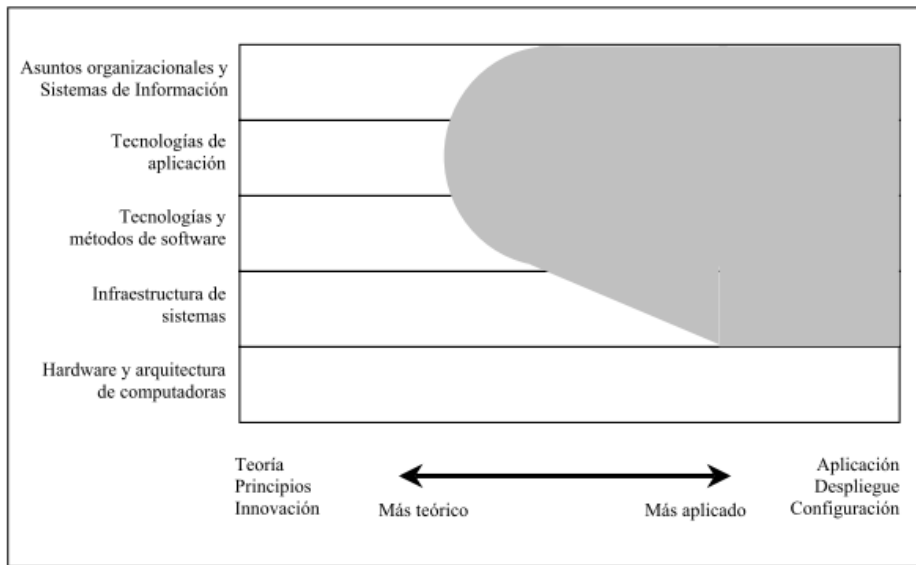 Asuntos organizacionales y
Sistemas de Información
Tecnologías de
aplicación
Tecnologías y
métodos de software
Infraestructura de
sistemas
Hardware y arquitectura
de computadoras
Teoría
Principios
Innovación
Más teórico
Más aplicado
Aplicación
Despliegue
Configuración